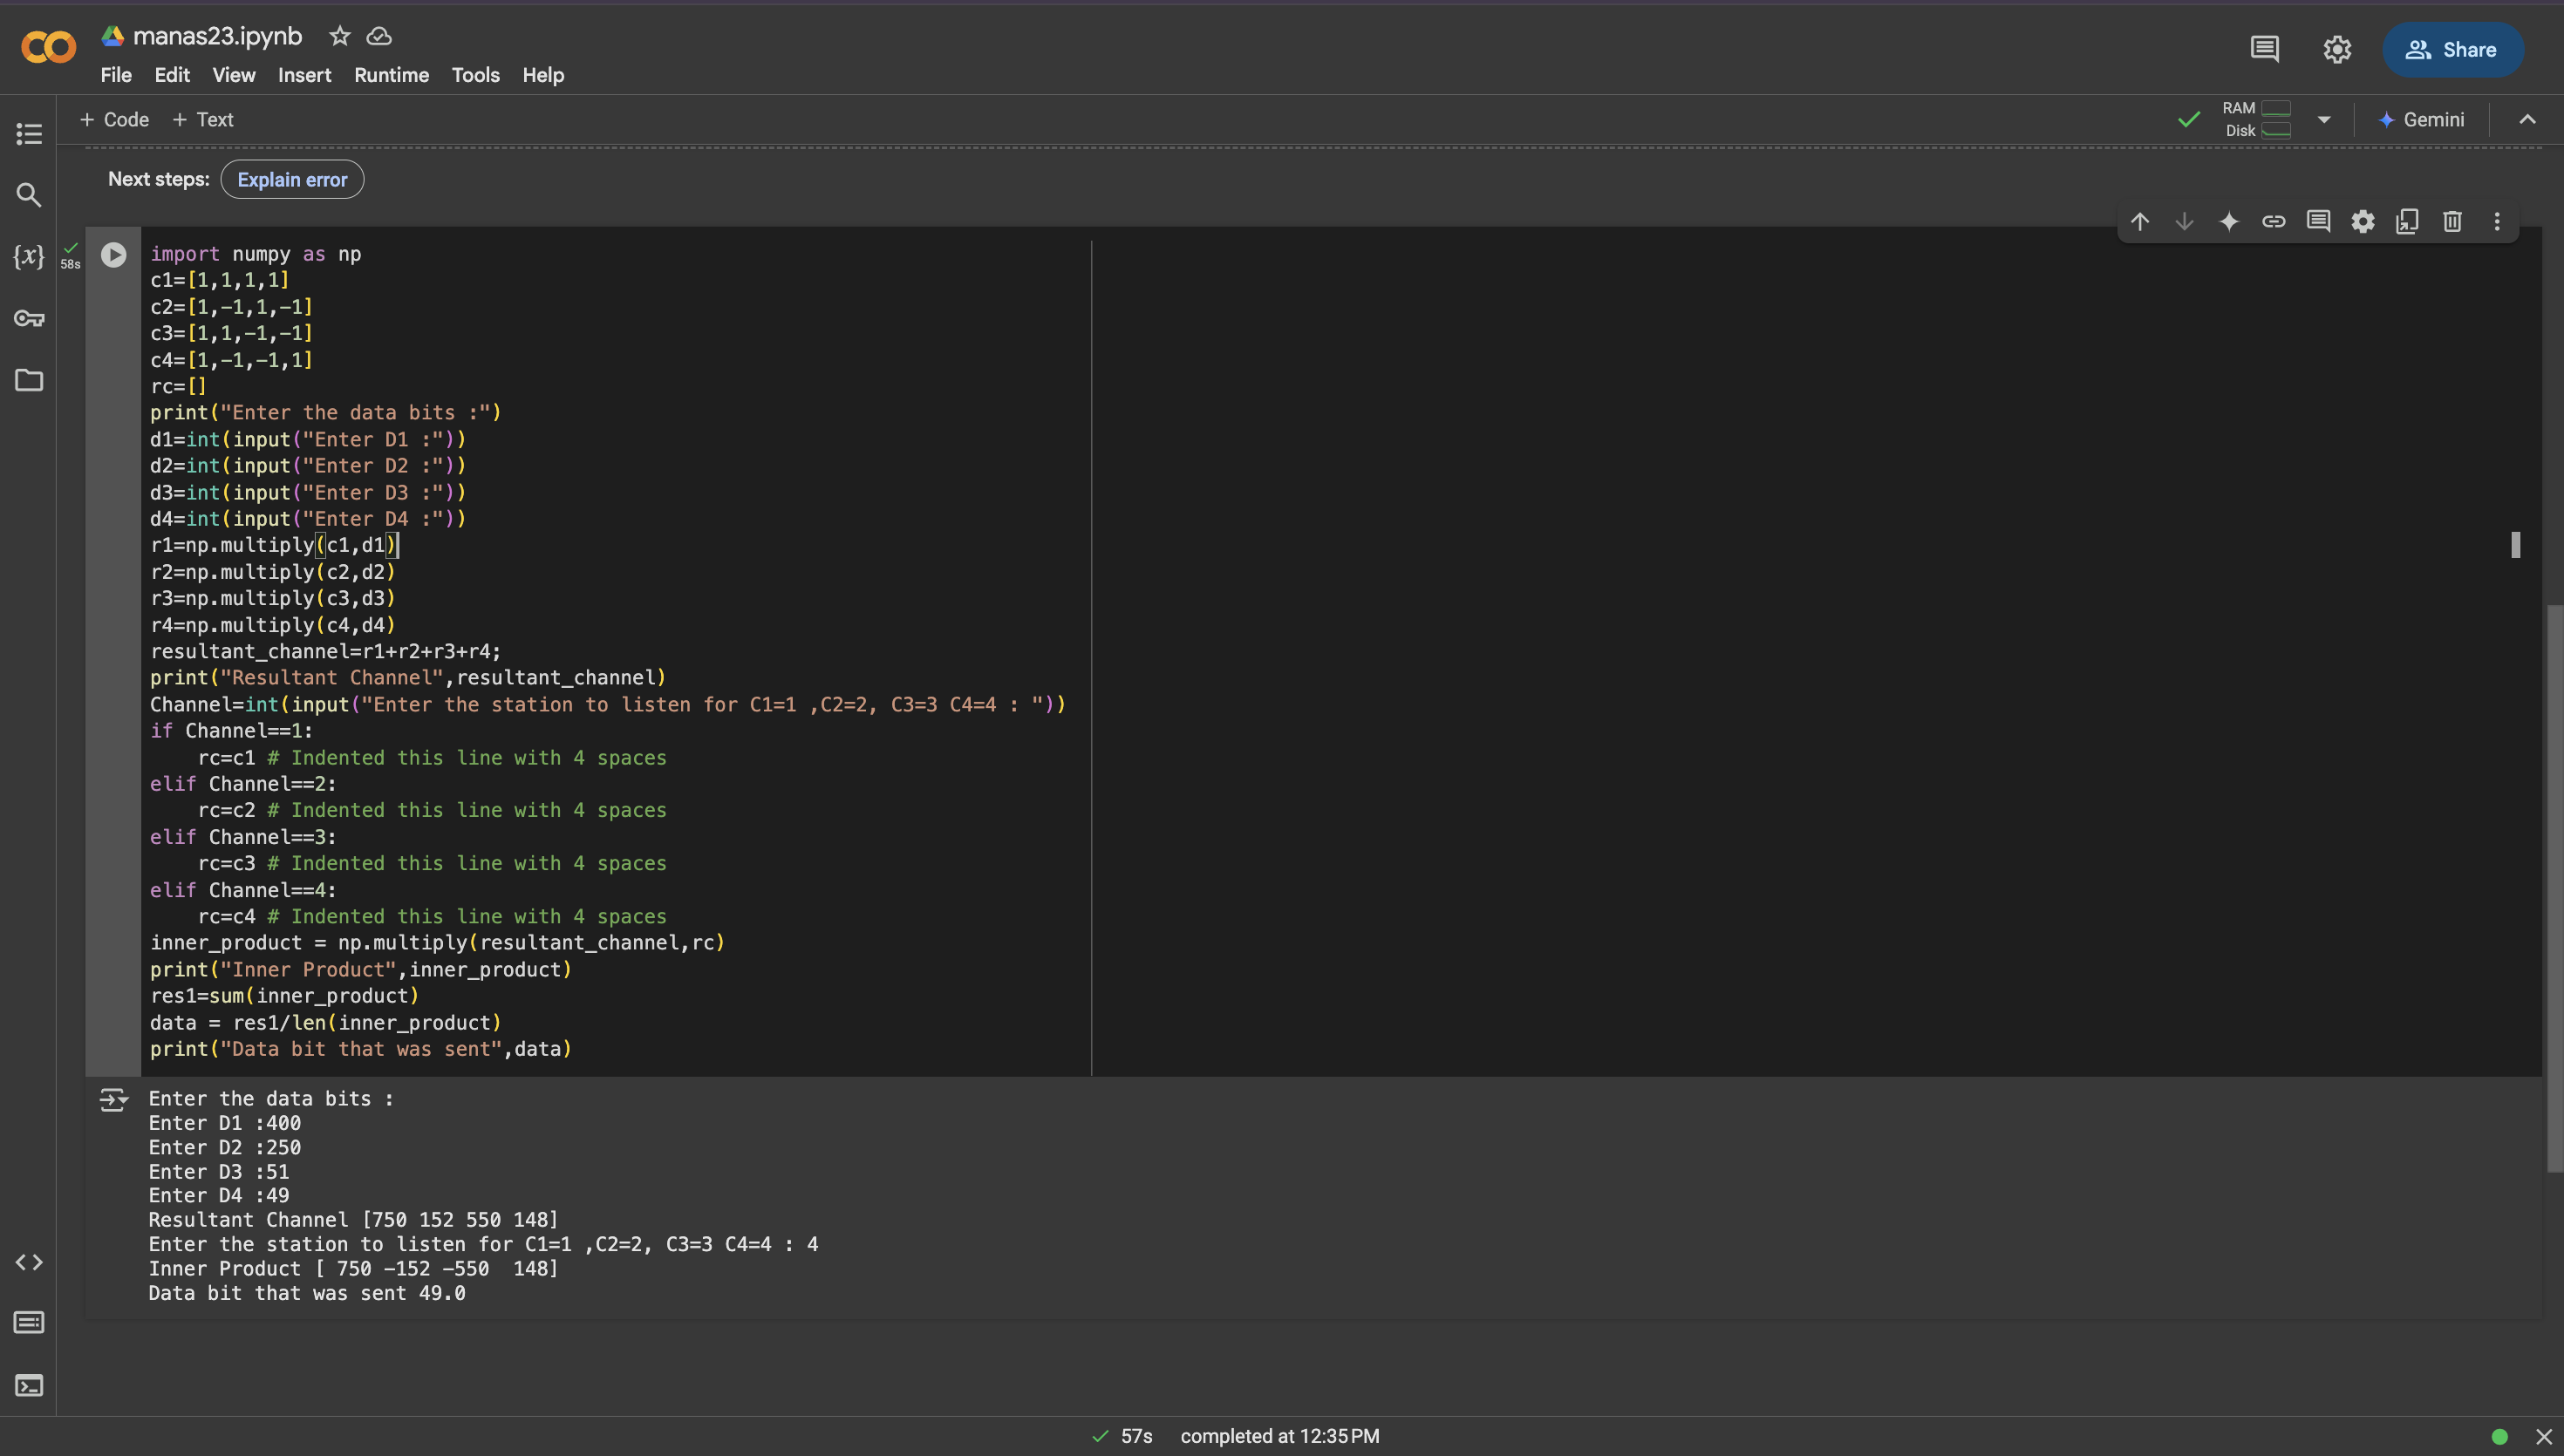 manas23.ipynb
File Edit View Insert Runtime Tools Help
Share
+ Code + Text
RAM
Disk
Gemini
Next steps: Explain error
{x}
58s
import numpy as np
c1=[1,1,1,1]
c2=[1,-1,1,-1]
c3=[1,1,-1,-1]
c4=[1,-1,-1,1]
rc=[]
print("Enter the data bits :")
d1=int(input("Enter D1 :"))
d2=int(input("Enter D2 :"))
d3=int(input("Enter D3 :"))
d4=int(input("Enter D4 :"))
r1=np.multiply(c1,d1)
r2=np.multiply(c2,d2)
r3=np.multiply(c3,d3)
r4=np.multiply(c4,d4)
resultant_channel=r1+r2+r3+r4;
print("Resultant Channel",resultant_channel)
Channel=int(input("Enter the station to listen for C1=1 ,C2=2, C3=3 C4=4 : "))
if Channel==1:
    rc=c1 # Indented this line with 4 spaces
elif Channel==2:
    rc=c2 # Indented this line with 4 spaces
elif Channel==3:
    rc=c3 # Indented this line with 4 spaces
elif Channel==4:
    rc=c4 # Indented this line with 4 spaces
inner_product = np.multiply(resultant_channel,rc)
print("Inner Product",inner_product)
res1=sum(inner_product)
data = res1/len(inner_product)
print("Data bit that was sent",data)
Enter the data bits :
Enter D1 :400
Enter D2 :250
Enter D3 :51
Enter D4 :49
Resultant Channel [750 152 550 148]
Enter the station to listen for C1=1 ,C2=2, C3=3 C4=4 : 4
Inner Product [ 750 -152 -550  148]
Data bit that was sent 49.0
57s completed at 12:35 PM